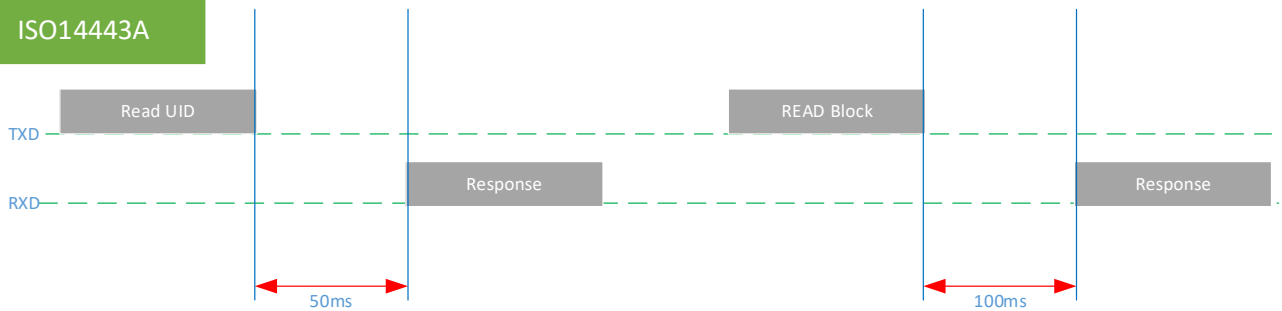 ISO14443A
Read UID
READ Block
TXD
Response
Response
RXD
50ms
100ms